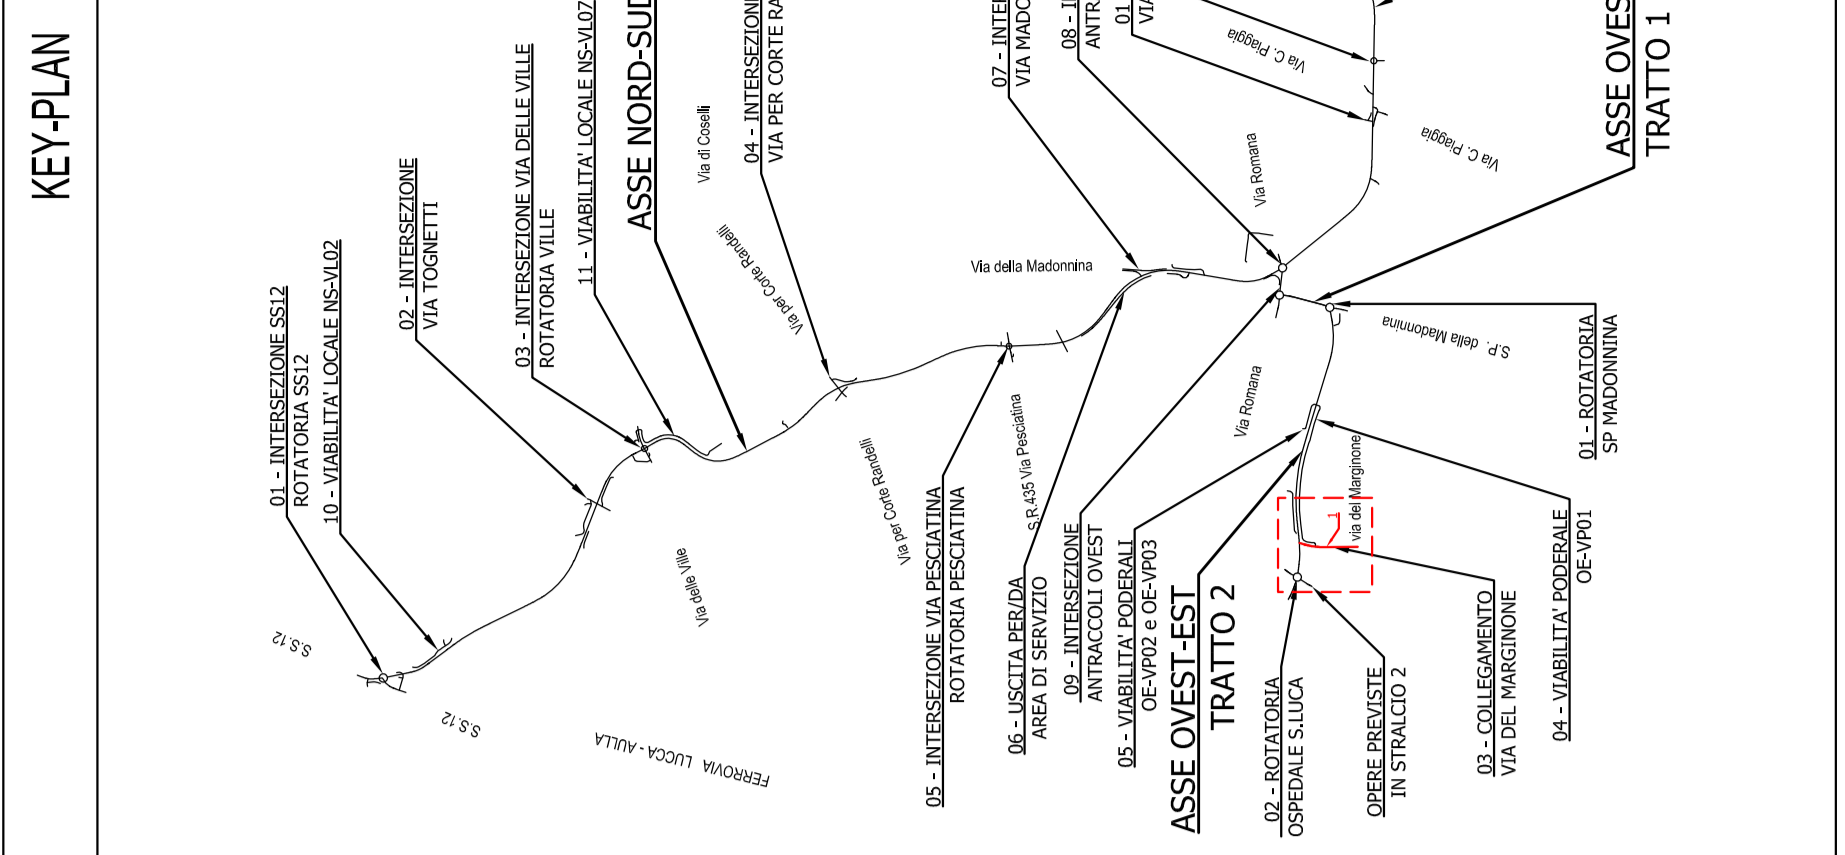 KEY-PLAN
01 - INTERSEZIONE SS12
ROTATORIA SS12
10 - VIABILITA' LOCALE NS-VL02
02 - INTERSEZIONE
VIA TOGNETTI
03 - INTERSEZIONE VIA DELLE VILLE
ROTATORIA VILLE
11 - VIABILITA' LOCALE NS-VL07
ASSE NORD-SUD
Via di Coselli
04 - INTERSEZIONE
VIA PER CORTE RA
Via per Corte Randelli
07 - INTER
VIA MADO
08 - I
ANTR
01
VIA
Via C. Piaggia
Via C. Piaggia
ASSE OVES
TRATTO 1
Via Romana
Via della Madonnina
S.P. della Madonnina
01 - ROTATORIA
SP MADONNINA
Via Romana
via del Marginone
1
S.R.435 Via Pesciatina
Via per Corte Randelli
Via delle Ville
S.S.12
S.S.12
FERROVIA LUCCA - AULLA
05 - INTERSEZIONE VIA PESCIATINA
ROTATORIA PESCIATINA
06 - USCITA PER/DA
AREA DI SERVIZIO
09 - INTERSEZIONE
ANTRACCOLI OVEST
05 - VIABILITA' PODERALI
OE-VP02 e OE-VP03
ASSE OVEST-EST
TRATTO 2
02 - ROTATORIA
OSPEDALE S.LUCA
OPERE PREVISTE
IN STRALCIO 2
03 - COLLEGAMENTO
VIA DEL MARGINONE
04 - VIABILITA' PODERALE
OE-VP01